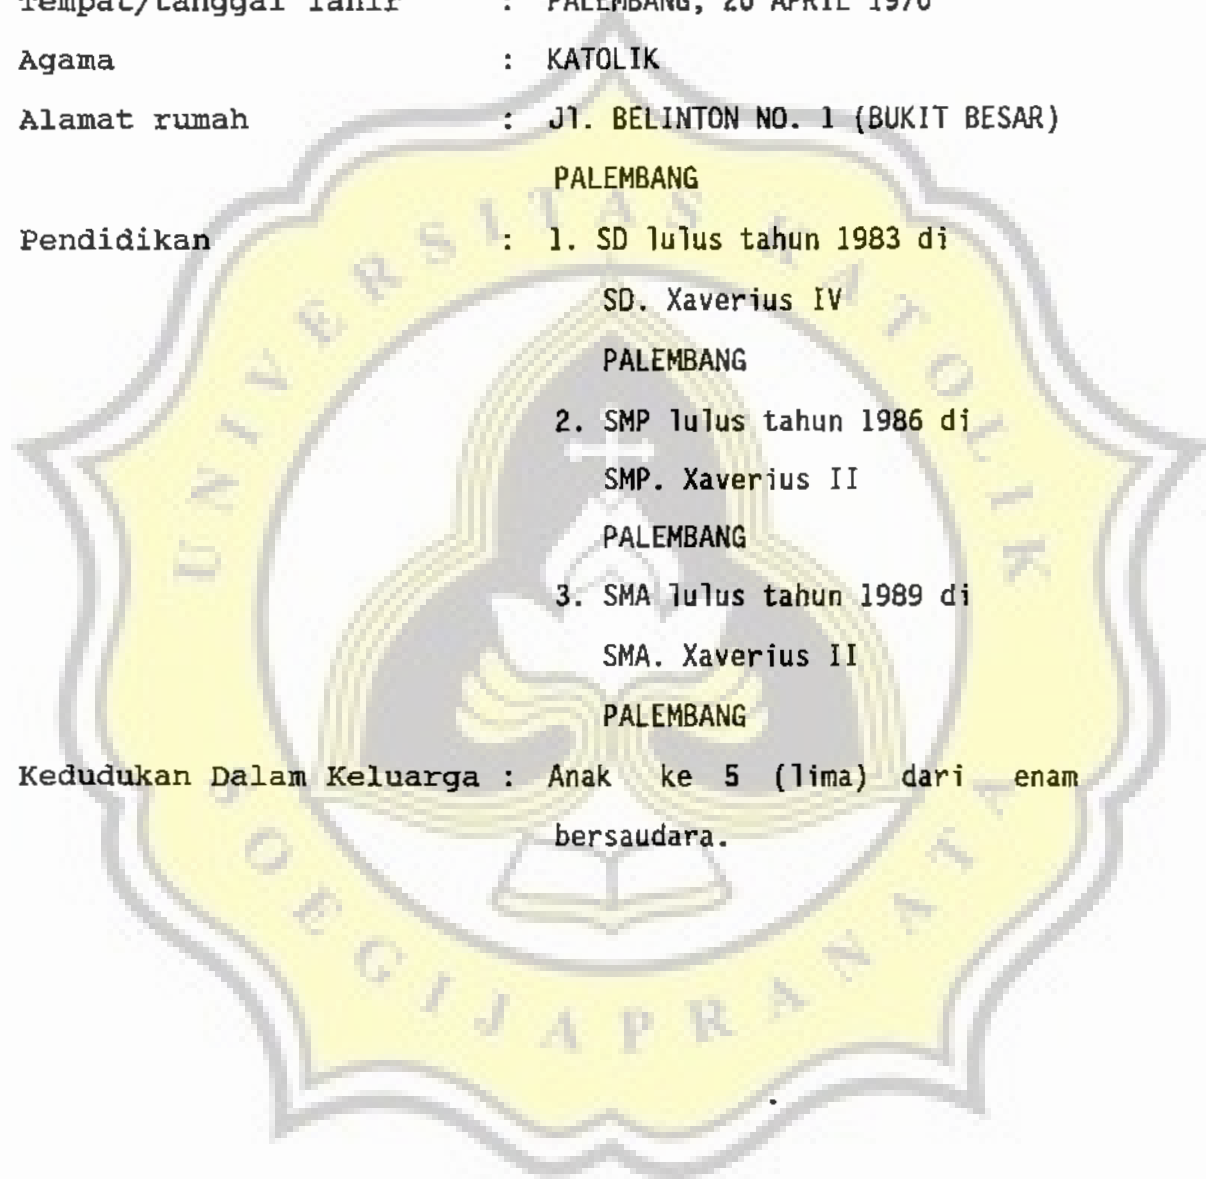 Tempat/tanggal lahir : PALEMBANG, 20 APRIL 1970
Agama : KATOLIK
Alamat rumah : Jl. BELINTON NO. 1 (BUKIT BESAR)
PALEMBANG
Pendidikan : 1. SD lulus tahun 1983 di
SD. Xaverius IV
PALEMBANG
2. SMP lulus tahun 1986 di
SMP. Xaverius II
PALEMBANG
3. SMA lulus tahun 1989 di
SMA. Xaverius II
PALEMBANG
Kedudukan Dalam Keluarga : Anak ke 5 (lima) dari enam
bersaudara.
UNIVERSITAS KATOLIK
SOEGIJAPRANATA